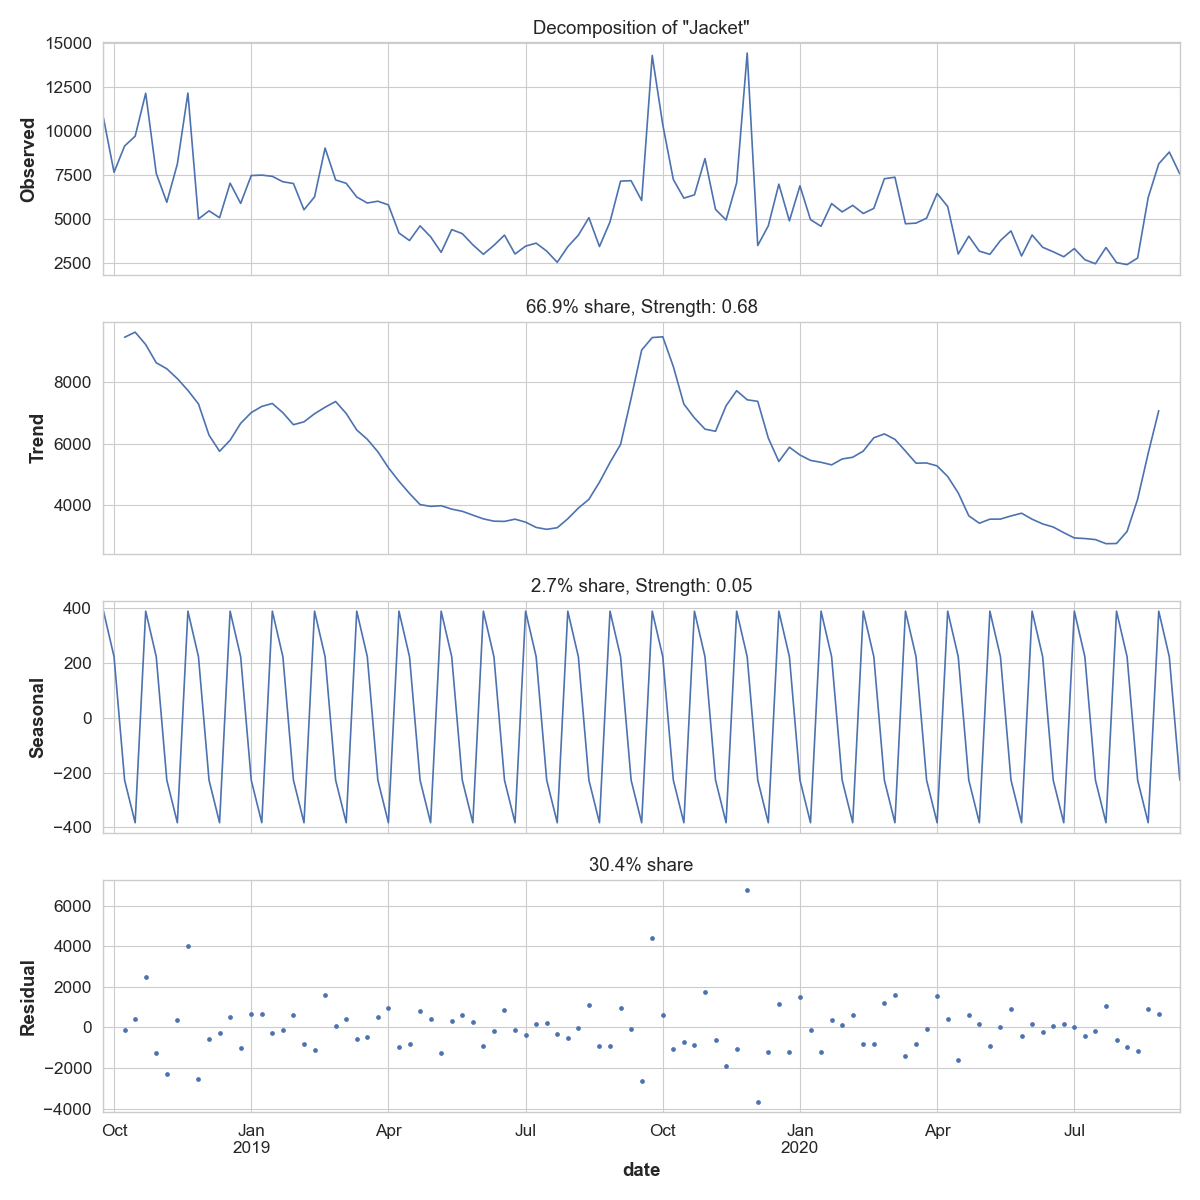 Decomposition of "Jacket"
15000
12500
10000
7500
5000
2500
Observed
66.9% share, Strength: 0.68
8000
6000
4000
Trend
2.7% share, Strength: 0.05
400
200
0
−200
−400
Seasonal
30.4% share
6000
4000
2000
0
−2000
−4000
Residual
Oct Jan Apr Jul Oct Jan Apr Jul
2019 2020
date